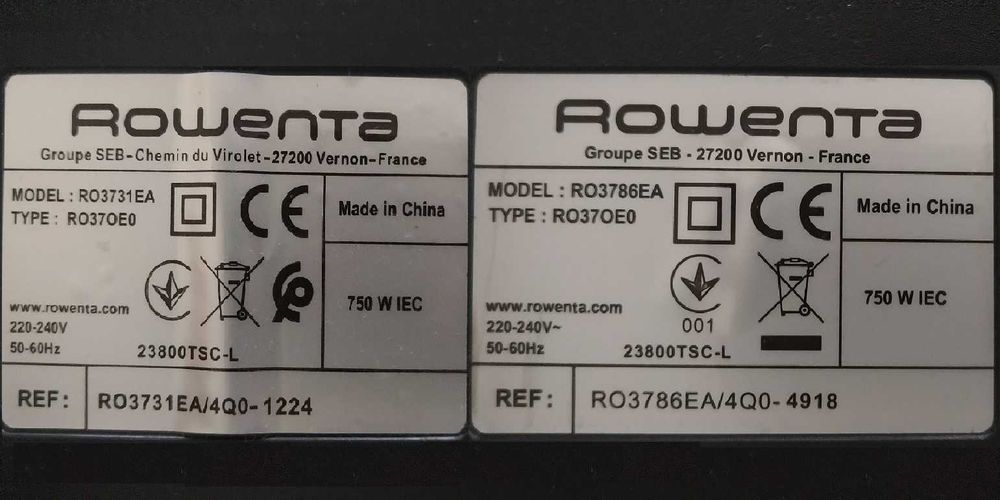 Rowenta
Groupe SEB-Chemin du Virolet-27200 Vernon-France
MODEL : RO3731EA
TYPE : RO37OE0
CE
Made in China
www.rowenta.com
220-240V
50-60Hz
23800TSC-L
750 W IEC
REF: RO3731EA/4Q0-1224
Rowenta
Groupe SEB - 27200 Vernon - France
MODEL : RO3786EA
TYPE : RO37OE0
CE
Made in China
www.rowenta.com
220-240V~
50-60Hz
001
23800TSC-L
750 W IEC
REF: RO3786EA/4Q0-4918